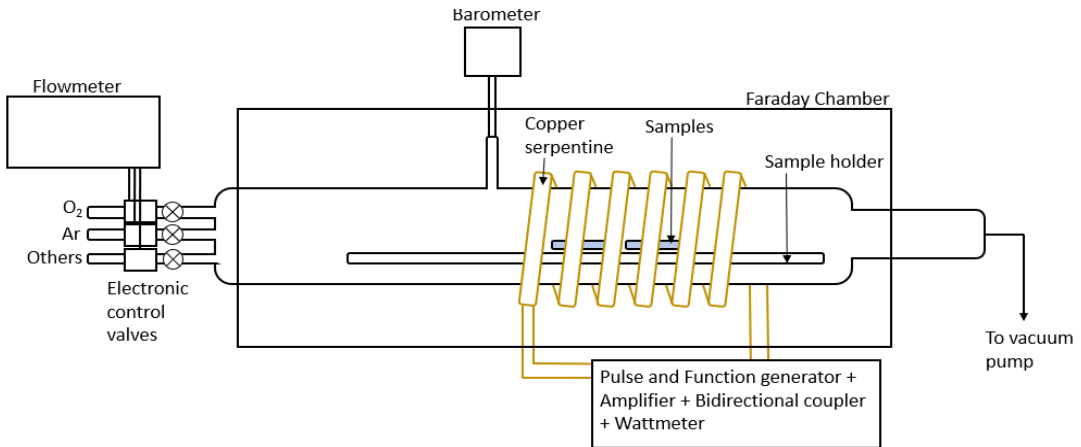 Barometer
Flowmeter
Faraday Chamber
Copper
serpentine
Samples
Sample holder
O₂
Ar
Others
Electronic
control
valves
To vacuum
pump
Pulse and Function generator +
Amplifier + Bidirectional coupler
+ Wattmeter